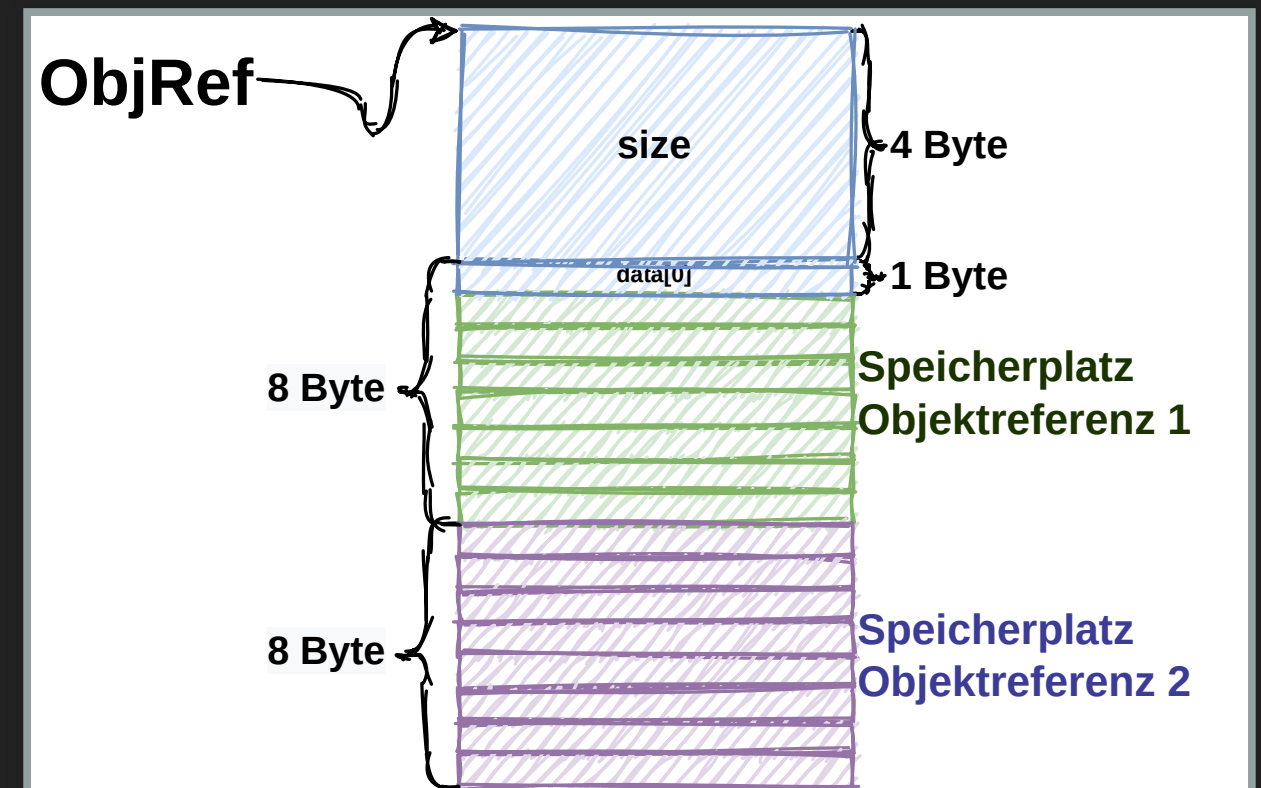 ObjRef
size
4 Byte
data[0]
1 Byte
8 Byte
Speicherplatz
Objektreferenz 1
8 Byte
Speicherplatz
Objektreferenz 2